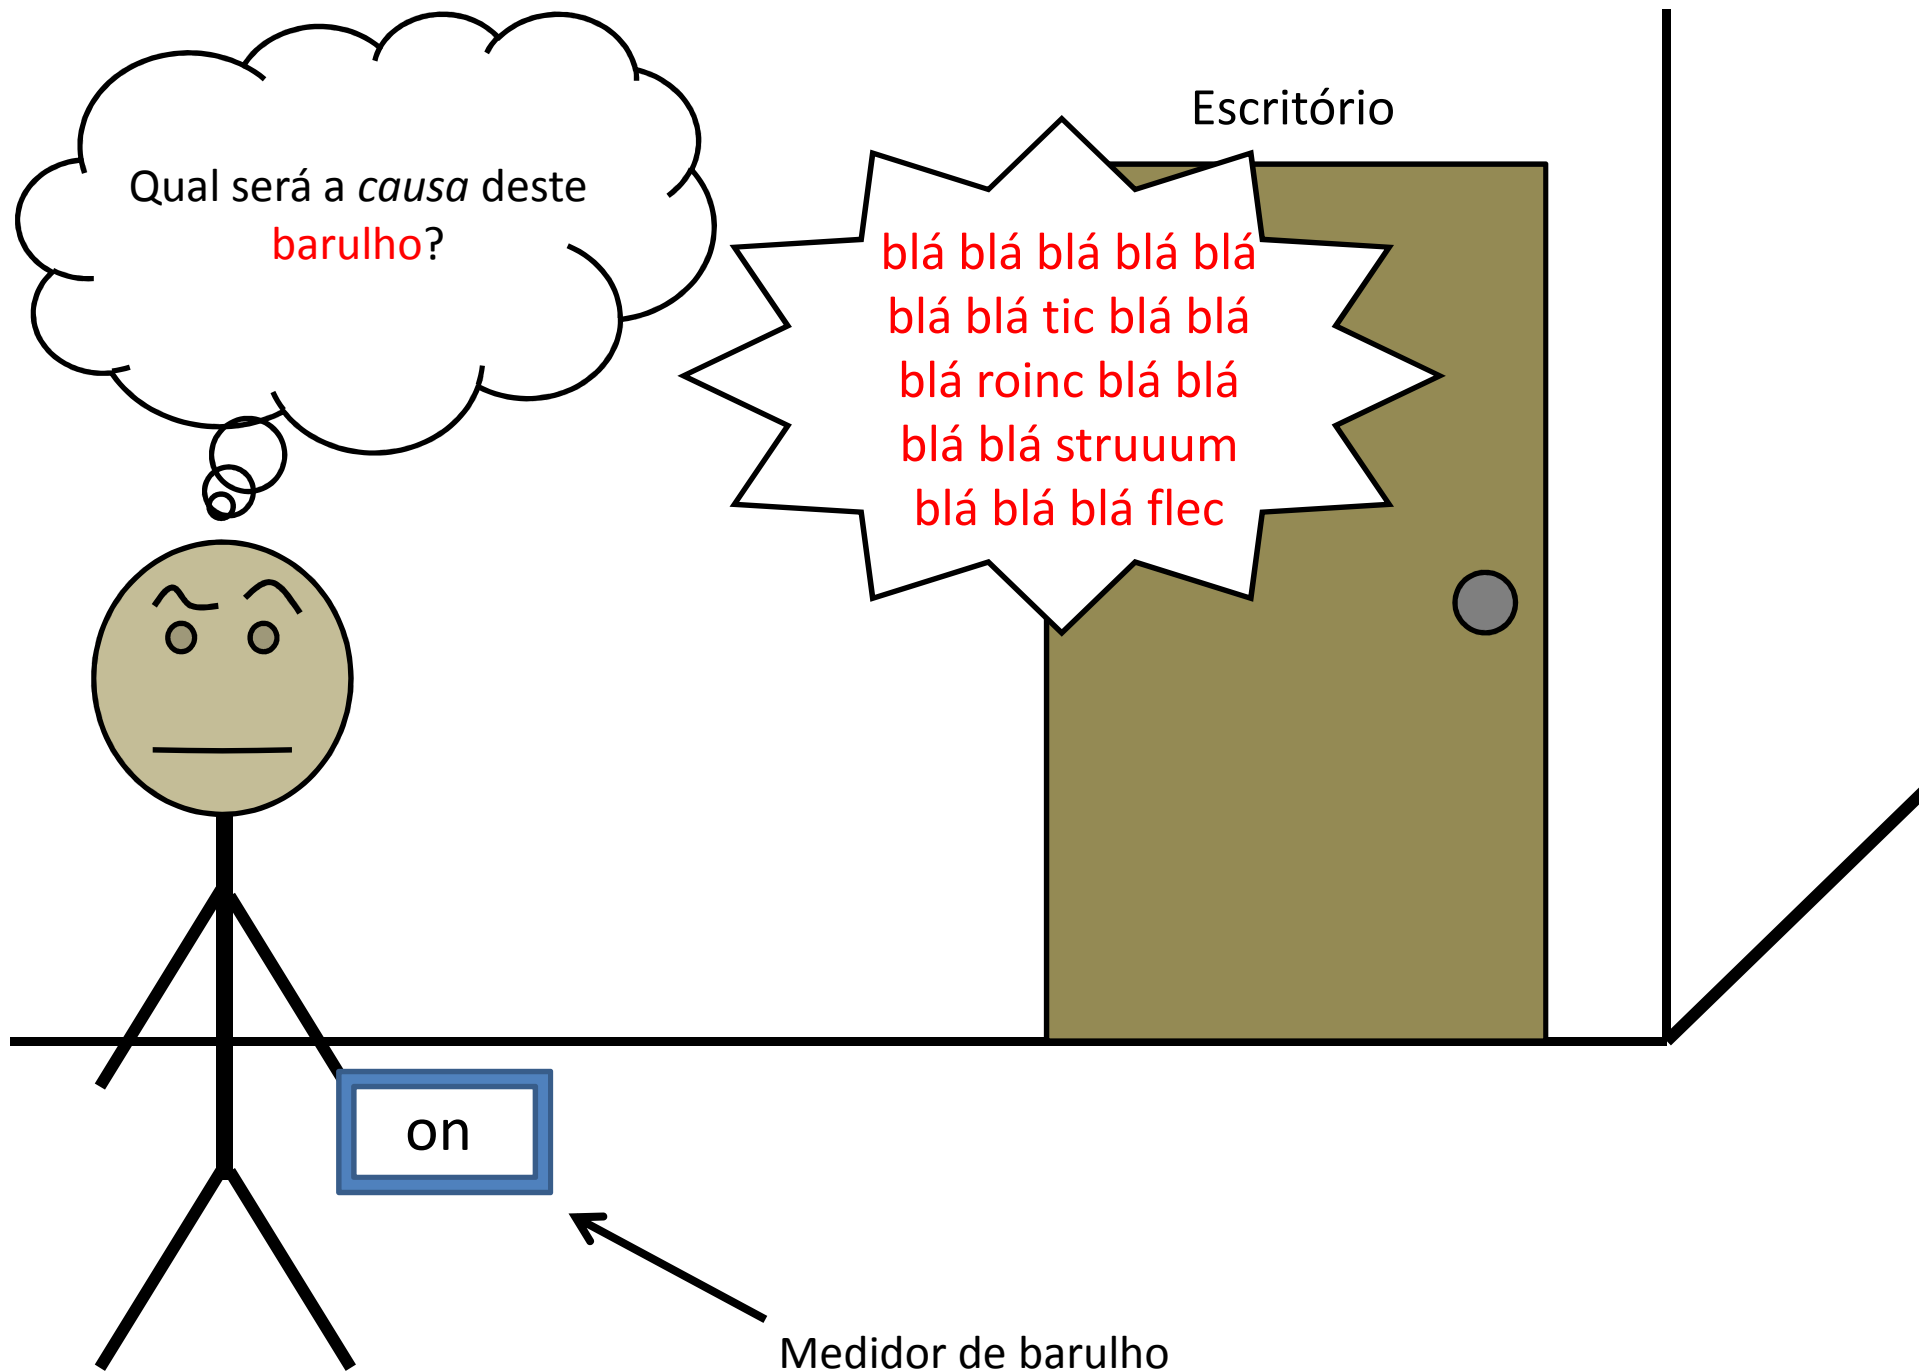 Qual será a causa deste
barulho?
Escritório
blá blá blá blá blá
blá blá tic blá blá
blá roinc blá blá
blá blá struuum
blá blá blá flec
on
Medidor de barulho